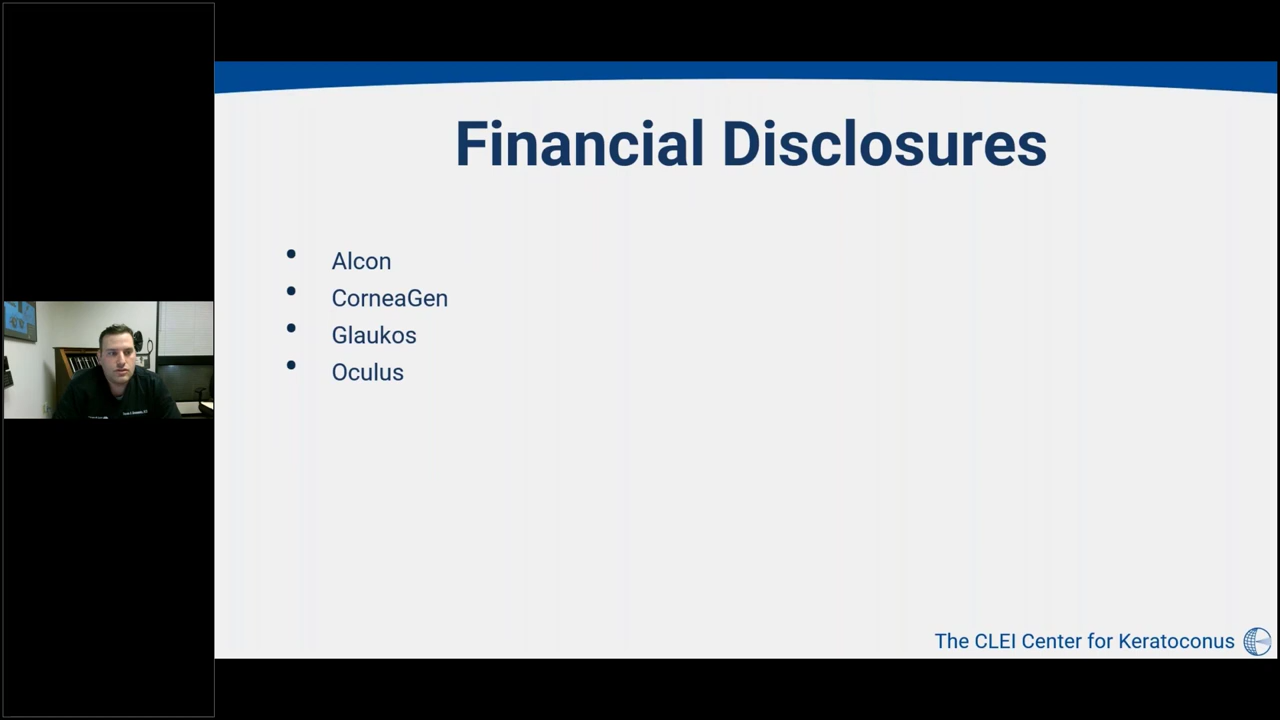 Financial Disclosures
• Alcon
• CorneaGen
• Glaukos
• Oculus
The CLEI Center for Keratoconus